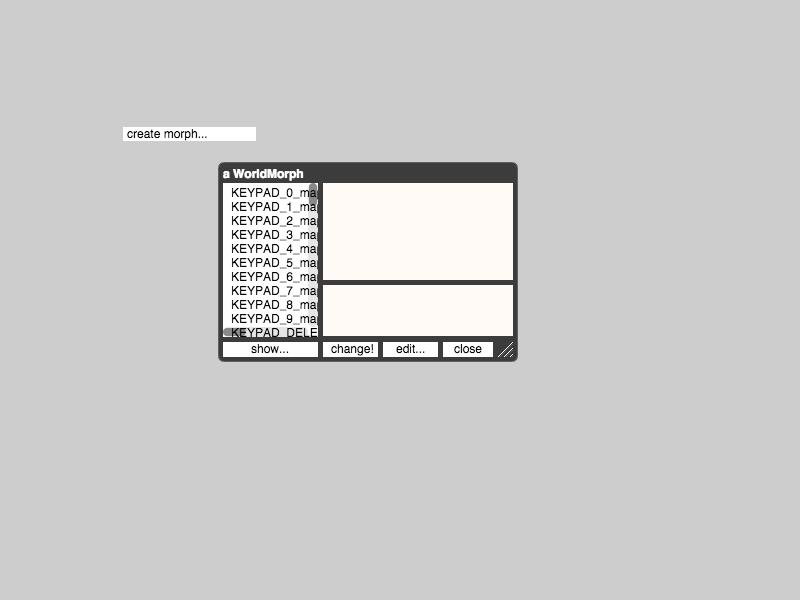 create morph...
a WorldMorph
KEYPAD_0_ma
KEYPAD_1_ma
KEYPAD_2_ma
KEYPAD_3_ma
KEYPAD_4_ma
KEYPAD_5_ma
KEYPAD_6_ma
KEYPAD_7_ma
KEYPAD_8_ma
KEYPAD_9_ma
KEYPAD_DELE
show... change! edit... close